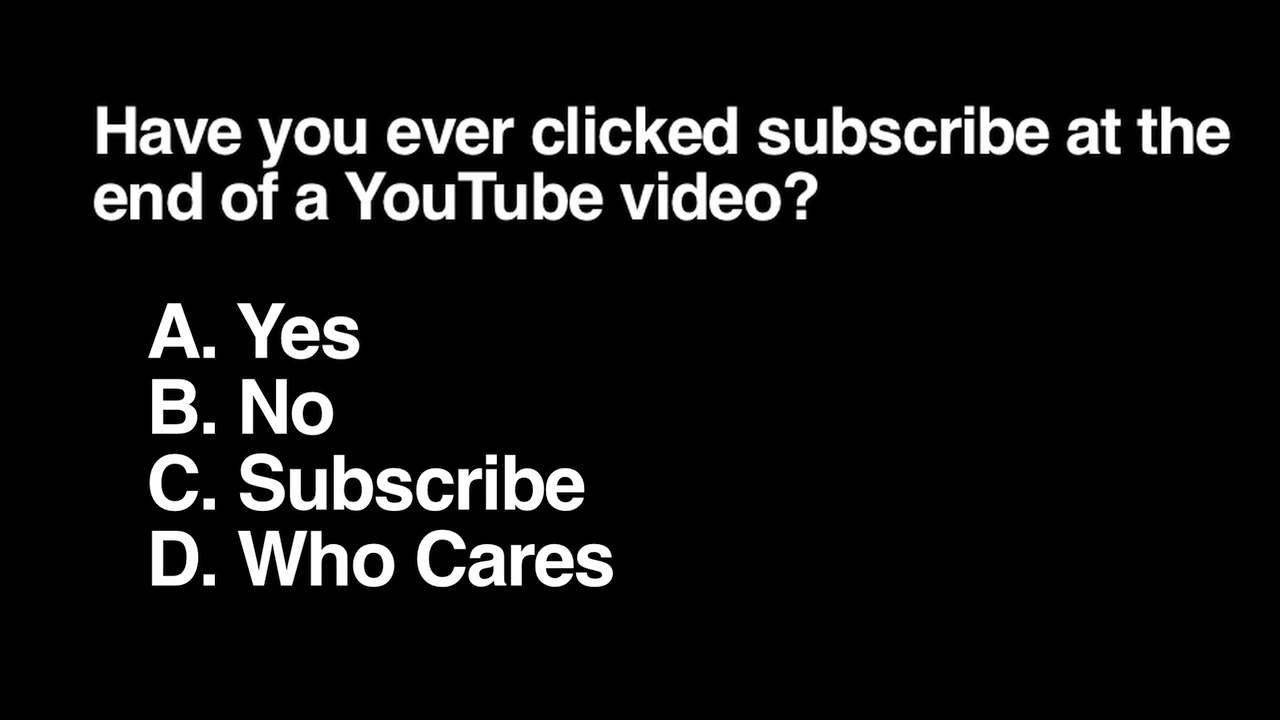 Have you ever clicked subscribe at the
end of a YouTube video?
A. Yes
B. No
C. Subscribe
D. Who Cares